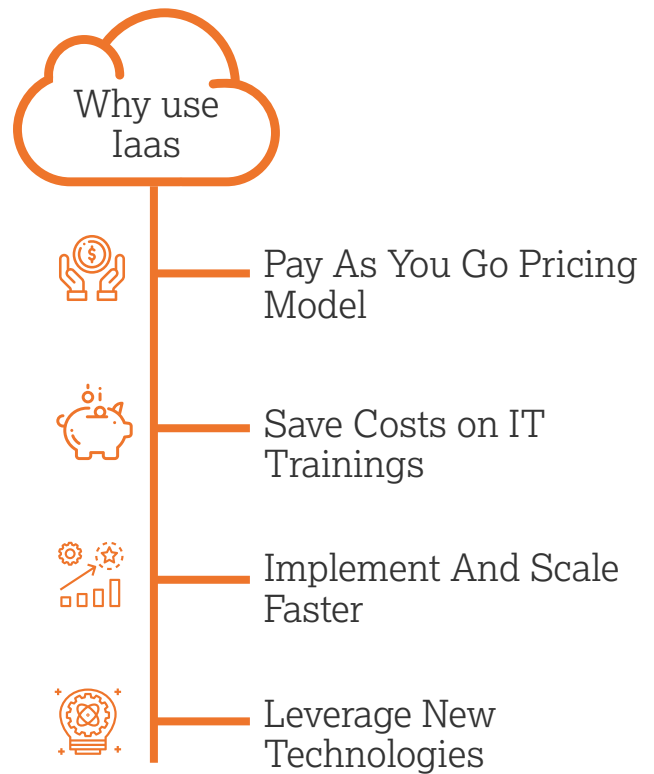 Why use
Iaas
Pay As You Go Pricing
Model
Save Costs on IT
Trainings
Implement And Scale
Faster
Leverage New
Technologies